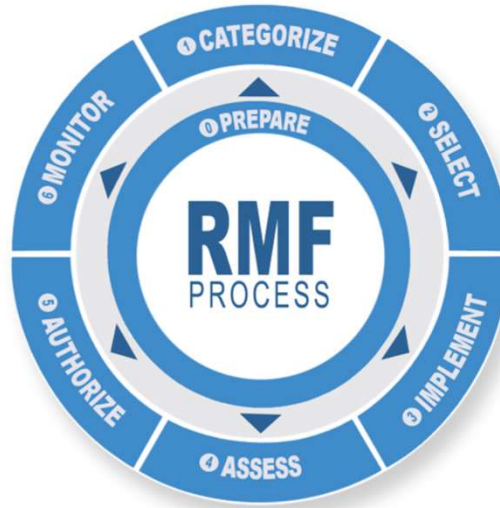 1 CATEGORIZE
2 SELECT
3 IMPLEMENT
4 ASSESS
5 AUTHORIZE
6 MONITOR
0 PREPARE
RMF
PROCESS